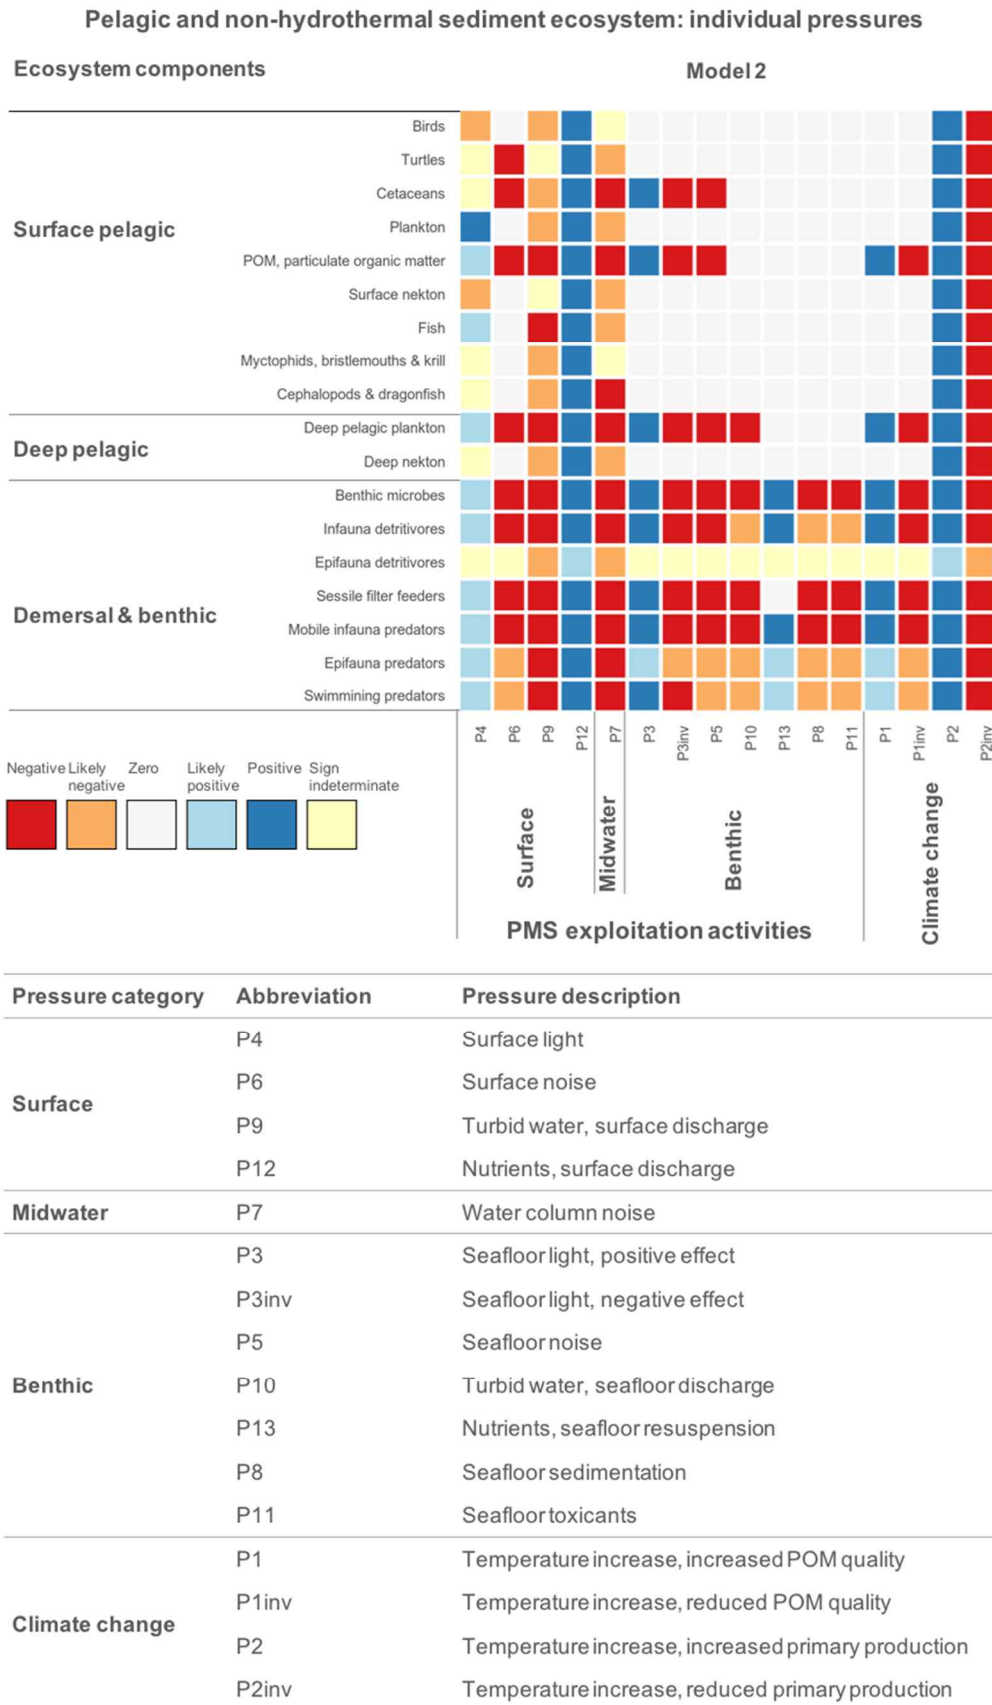 Pelagic and non-hydrothermal sediment ecosystem: individual pressures
Ecosystem components
Model 2
Surface pelagic
Birds
Turtles
Cetaceans
Plankton
POM, particulate organic matter
Surface nekton
Fish
Myctophids, bristlemouths & krill
Cephalopods & dragonfish
Deep pelagic
Deep pelagic plankton
Deep nekton
Demersal & benthic
Benthic microbes
Infauna detritivores
Epifauna detritivores
Sessile filter feeders
Mobile infauna predators
Epifauna predators
Swimmining predators
P4 P6 P9 P12 P7 P3 P3inv P5 P10 P13 P8 P11 P1 P1inv P2 P2inv
Negative
Likely negative
Zero
Likely positive
Positive
Sign indeterminate
Surface
Midwater
Benthic
Climate change
PMS exploitation activities
Pressure category Abbreviation Pressure description
Surface
P4 Surface light
P6 Surface noise
P9 Turbid water, surface discharge
P12 Nutrients, surface discharge
Midwater P7 Water column noise
Benthic
P3 Seafloor light, positive effect
P3inv Seafloor light, negative effect
P5 Seafloor noise
P10 Turbid water, seafloor discharge
P13 Nutrients, seafloor resuspension
P8 Seafloor sedimentation
P11 Seafloor toxicants
Climate change
P1 Temperature increase, increased POM quality
P1inv Temperature increase, reduced POM quality
P2 Temperature increase, increased primary production
P2inv Temperature increase, reduced primary production